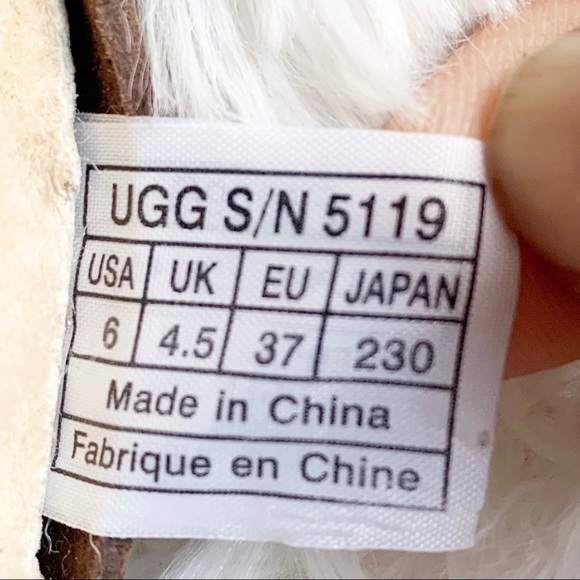 UGG S/N 5119
USA UK EU JAPAN
6 4.5 37 230
Made in China
Fabrique en Chine